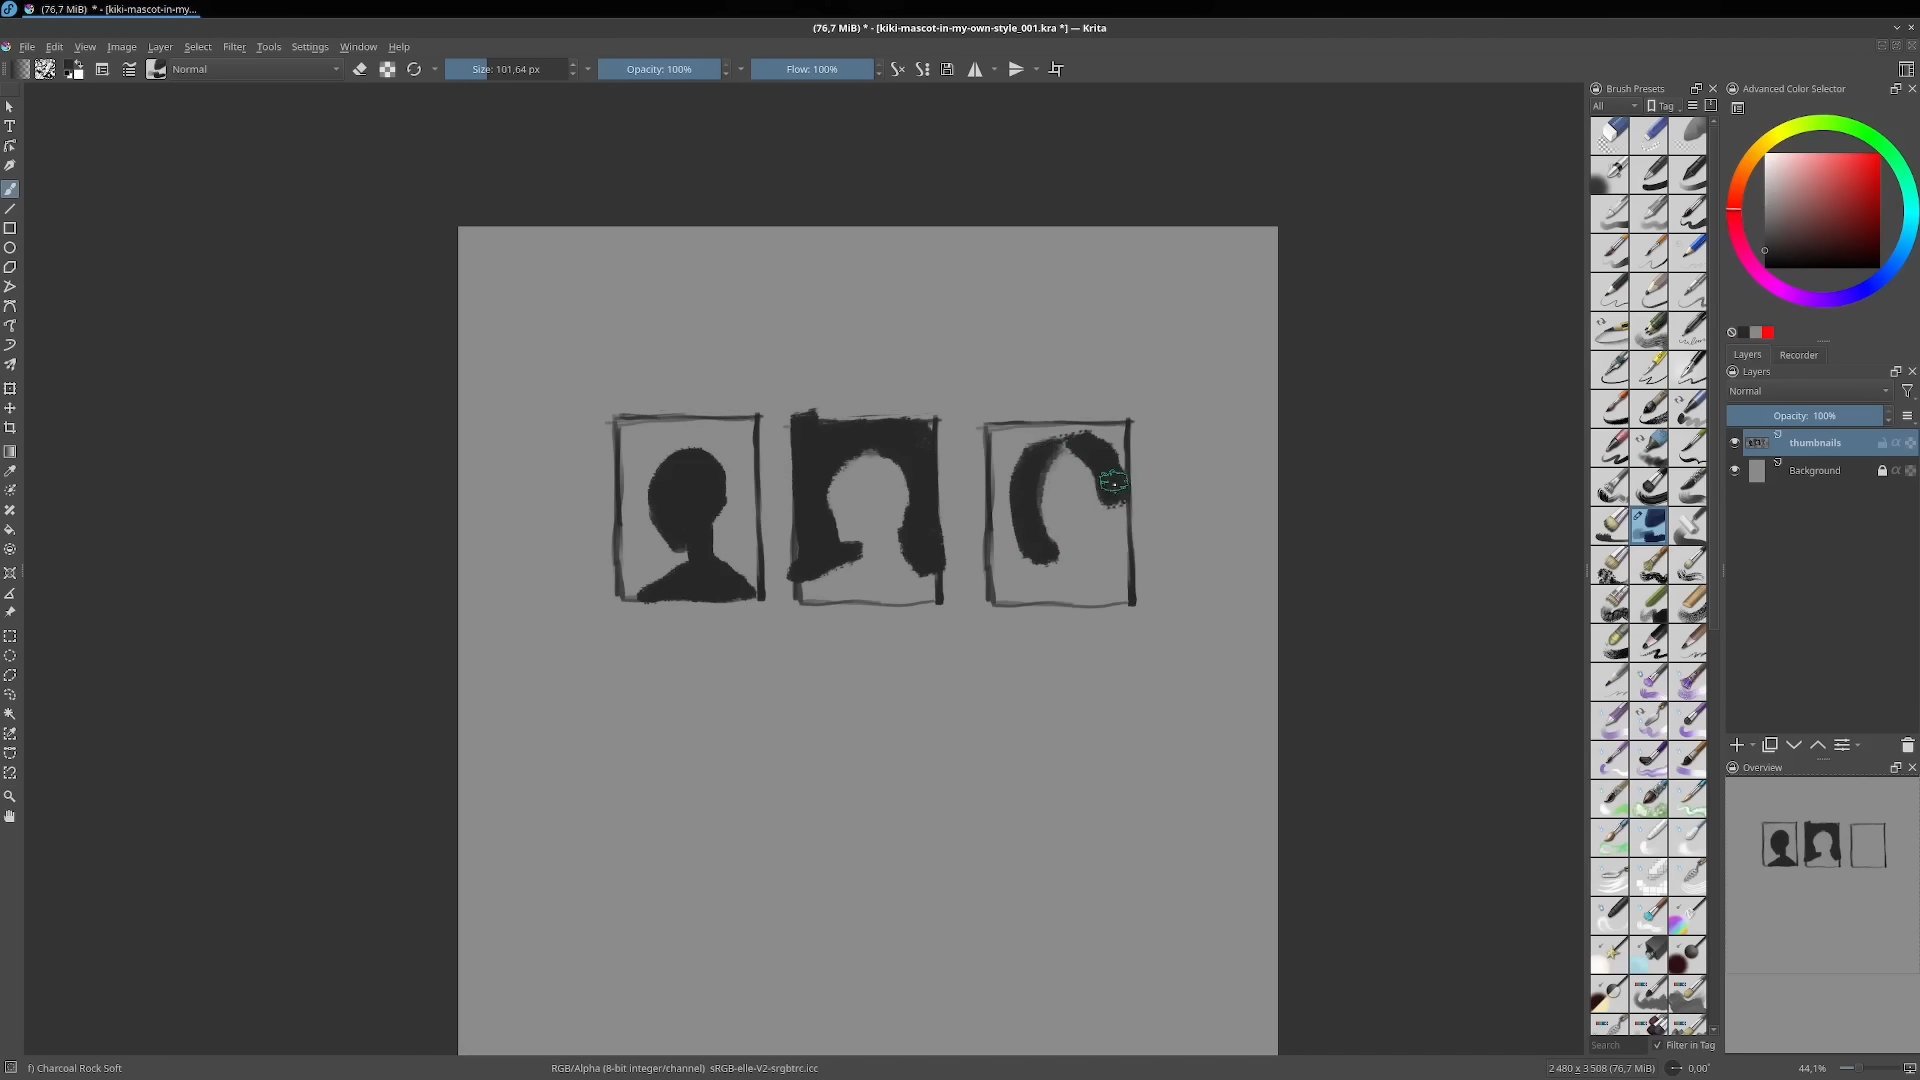 (76,7 MiB) * - [kiki-mascot-in-my...
(76,7 MiB) * - [kiki-mascot-in-my-own-style_001.kra *] — Krita
File Edit View Image Layer Select Filter Tools Settings Window Help
Normal
Size: 101,64 px
Opacity: 100%
Flow: 100%
Brush Presets
Advanced Color Selector
All
Tag
Layers Recorder
Layers
Normal
Opacity: 100%
thumbnails
Background
Overview
Search
Filter in Tag
f) Charcoal Rock Soft
RGB/Alpha (8-bit integer/channel) sRGB-elle-V2-srgbtrc.icc
2 480 x 3 508 (76,7 MiB)
0,00°
44,1%